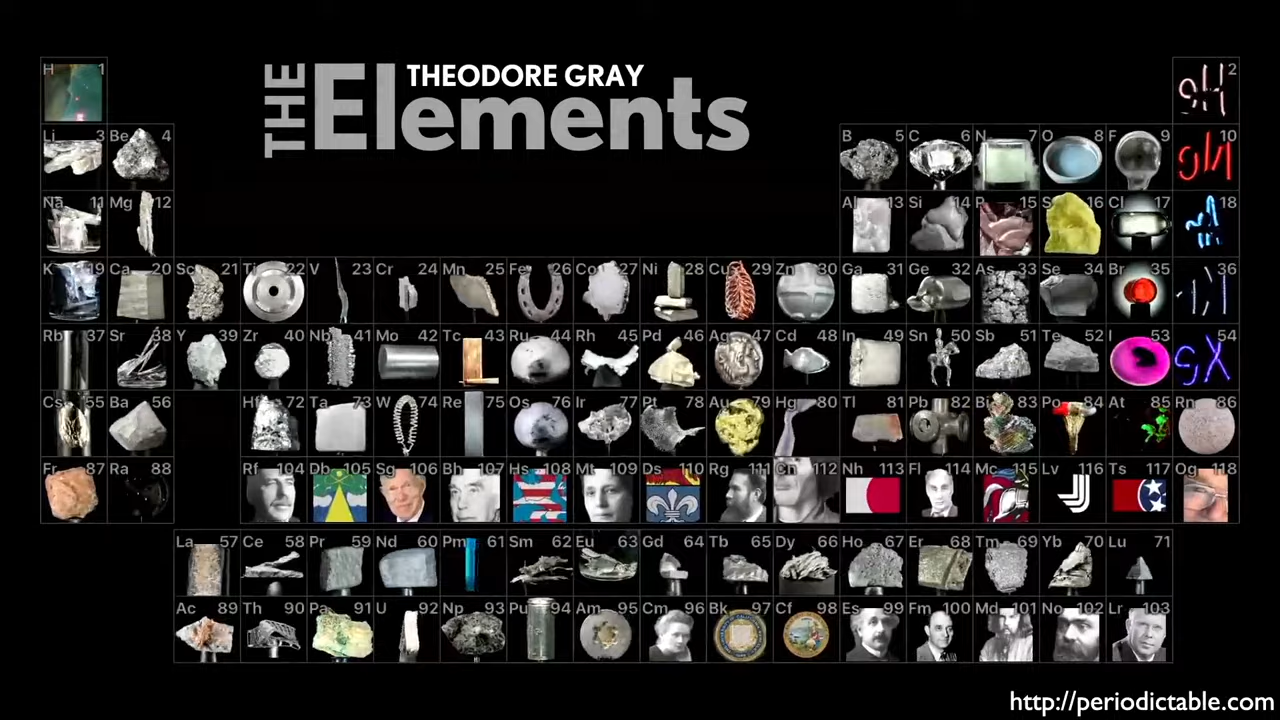 THE Elements
THEODORE GRAY
H 1 2
Li 3 Be 4 B 5 C 6 N 7 O 8 F 9 10
Na 11 Mg 12 Al 13 Si 14 P 15 S 16 Cl 17 18
K 19 Ca 20 Sc 21 Ti 22 V 23 Cr 24 Mn 25 Fe 26 Co 27 Ni 28 Cu 29 Zn 30 Ga 31 Ge 32 As 33 Se 34 Br 35 36
Rb 37 Sr 38 Y 39 Zr 40 Nb 41 Mo 42 Tc 43 Ru 44 Rh 45 Pd 46 Ag 47 Cd 48 In 49 Sn 50 Sb 51 Te 52 I 53 54
Cs 55 Ba 56 Hf 72 Ta 73 W 74 Re 75 Os 76 Ir 77 Pt 78 Au 79 Hg 80 Tl 81 Pb 82 Bi 83 Po 84 At 85 Rn 86
Fr 87 Ra 88 Rf 104 Db 105 Sg 106 Bh 107 Hs 108 Mt 109 Ds 110 Rg 111 Cn 112 Nh 113 Fl 114 Mc 115 Lv 116 Ts 117 Og 118
La 57 Ce 58 Pr 59 Nd 60 Pm 61 Sm 62 Eu 63 Gd 64 Tb 65 Dy 66 Ho 67 Er 68 Tm 69 Yb 70 Lu 71
Ac 89 Th 90 Pa 91 U 92 Np 93 Pu 94 Am 95 Cm 96 Bk 97 Cf 98 Es 99 Fm 100 Md 101 No 102 Lr 103
http://periodictable.com